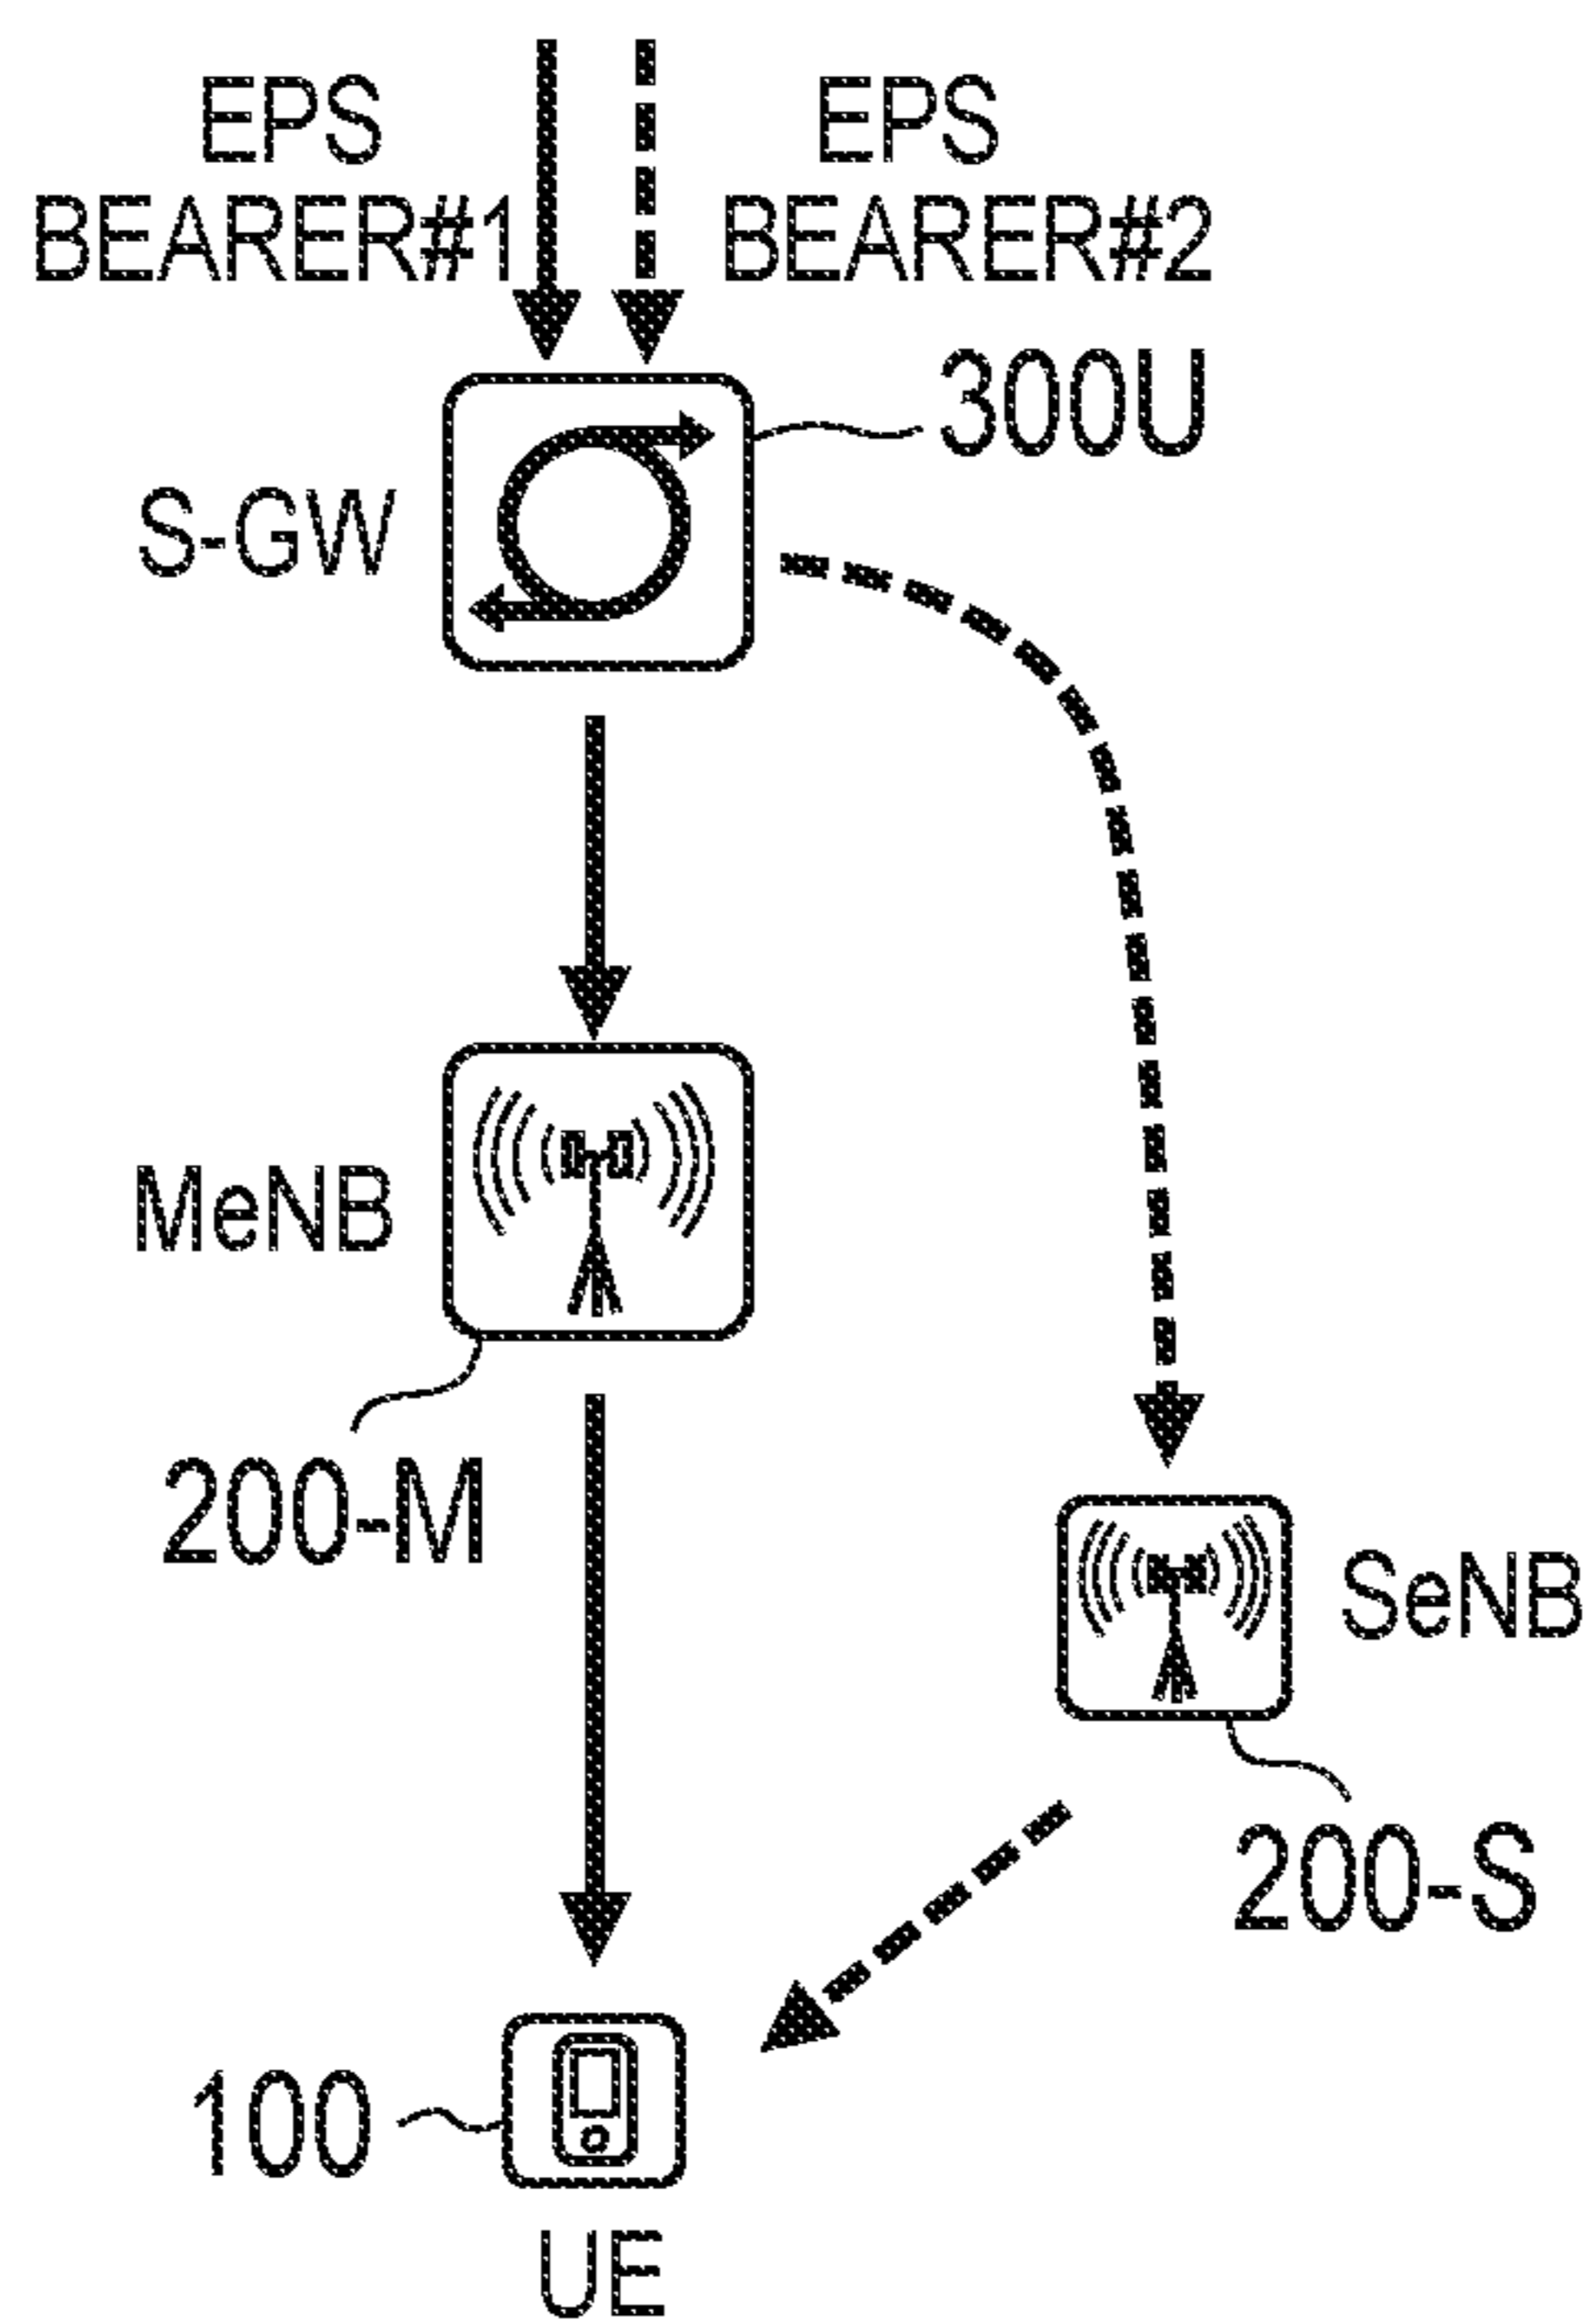 EPS
BEARER#1
EPS
BEARER#2
300U
S-GW
MeNB
200-M
SeNB
200-S
100
UE